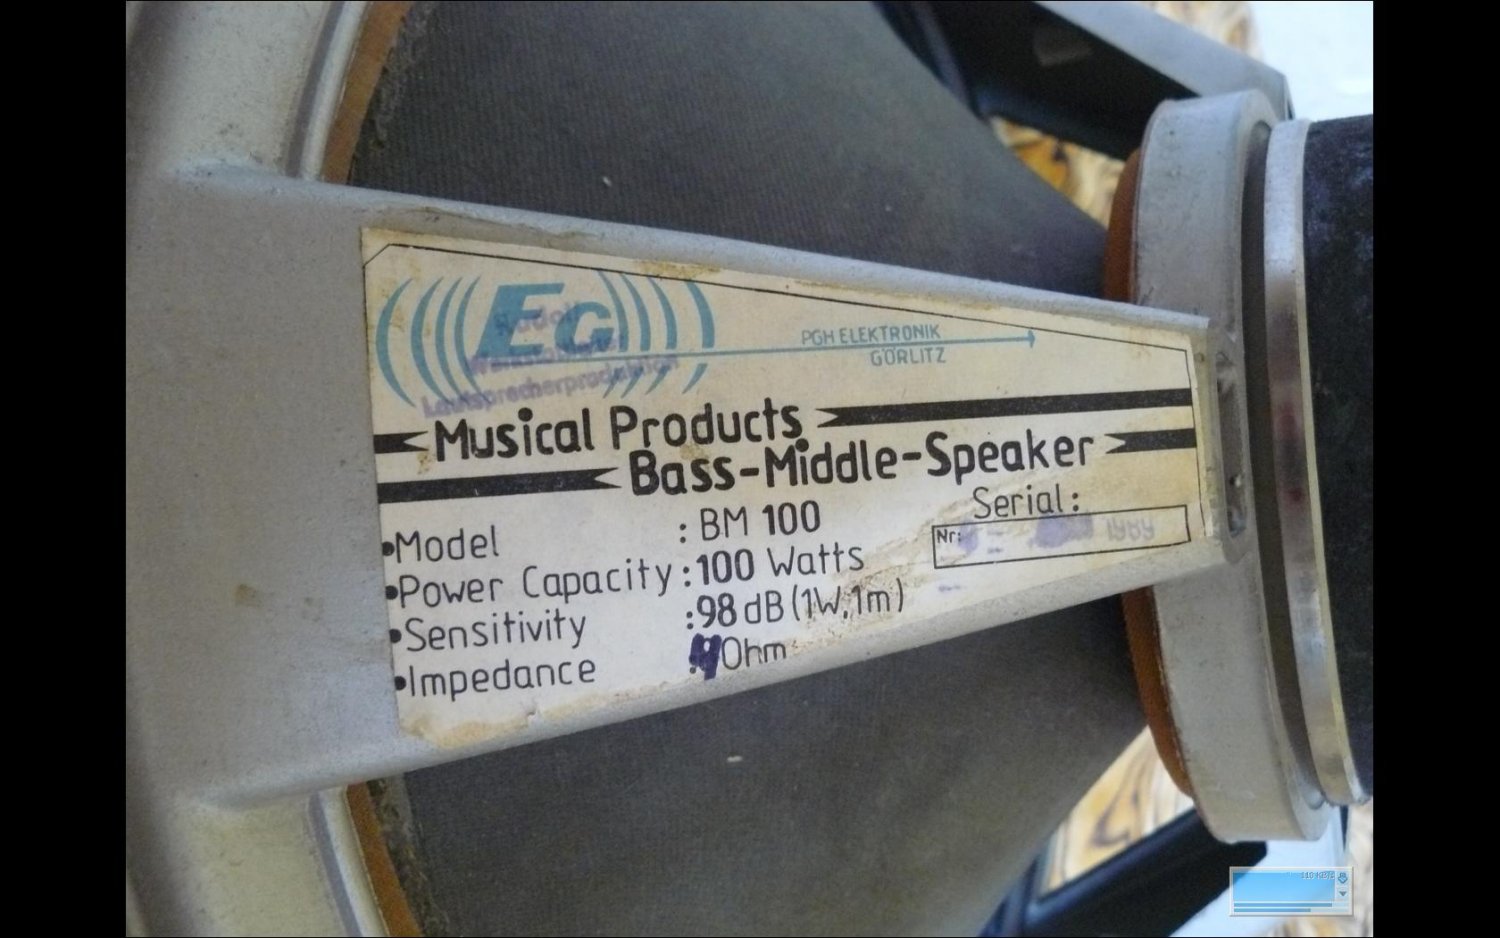 EG
Lautsprecherproduktion
PGH ELEKTRONIK
GÖRLITZ
Musical Products
Bass-Middle-Speaker
Serial:
Nr: 1989
•Model : BM 100
•Power Capacity : 100 Watts
•Sensitivity : 98 dB (1W,1m)
•Impedance : 4 Ohm